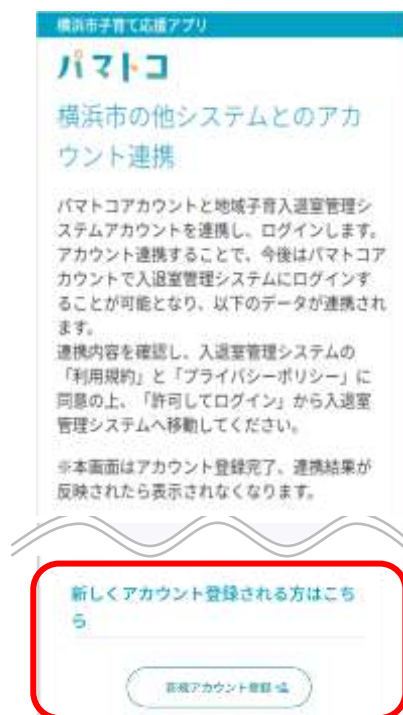 横浜市子育て応援アプリ
パマトコ
横浜市の他システムとのアカ
ウント連携
パマトコアカウントと地域子育入退室管理シ
ステムアカウントを連携し、ログインします。
アカウント連携することで、今後はパマトコア
カウントで入退室管理システムにログインす
ることが可能となり、以下のデータが連携され
ます。
連携内容を確認し、入退室管理システムの
「利用規約」と「プライバシーポリシー」に
同意の上、「許可してログイン」から入退室
管理システムへ移動してください。
※本画面はアカウント登録完了、連携結果が
反映されたら表示されなくなります。
新しくアカウント登録される方はこち
ら
新規アカウント登録